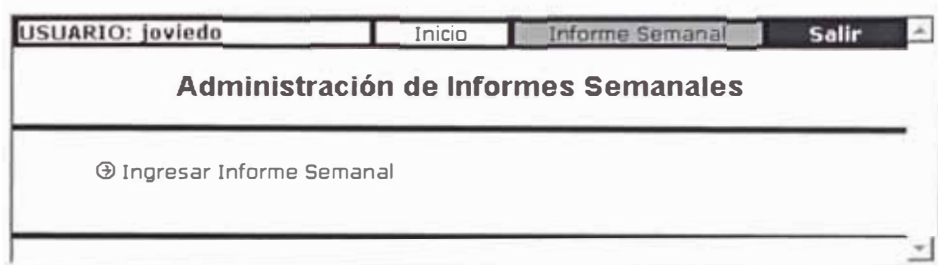 USUARIO: joviedo Inicio Informe Semanal Salir
Administración de Informes Semanales
Ingresar Informe Semanal